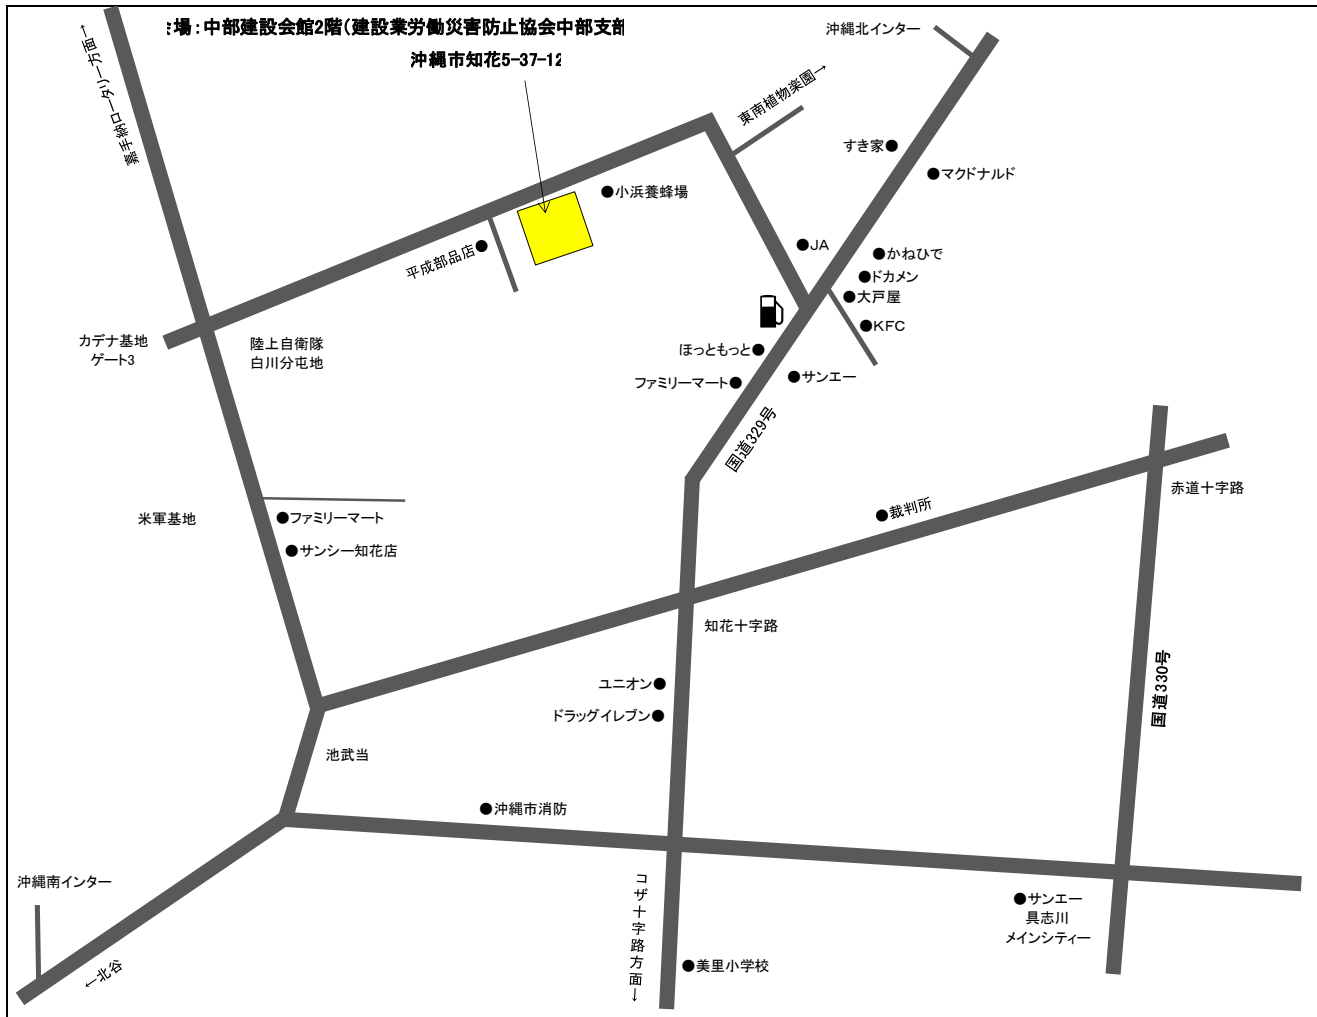 場：中部建設会館2階（建設業労働災害防止協会中部支部
沖縄市知花5-37-12
嘉手納ロータリー方面→
沖縄北インター
東南植物楽園→
すき家
マクドナルド
小浜養蜂場
平成部品店
JA
かねひで
ドカメン
大戸屋
KFC
カデナ基地
ゲート3
陸上自衛隊
白川分屯地
ほっともっと
ファミリーマート
サンエー
国道329号
赤道十字路
裁判所
米軍基地
ファミリーマート
サンシー知花店
知花十字路
ユニオン
ドラッグイレブン
国道330号
池武当
沖縄市消防
沖縄南インター
コザ十字路方面→
サンエー
具志川
メインシティー
←北谷
美里小学校